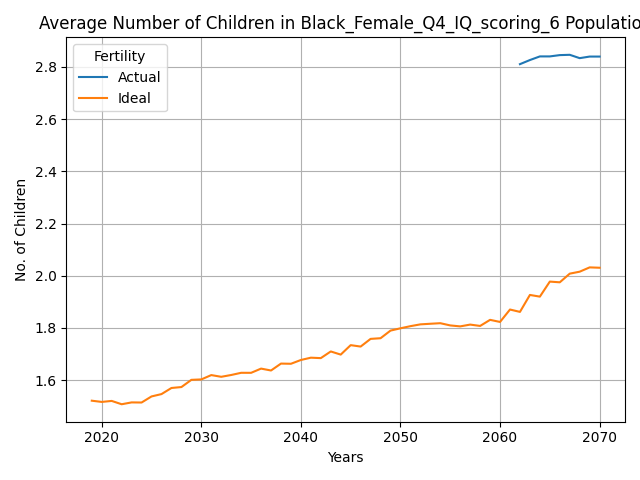 Average Number of Children in Black_Female_Q4_IQ_scoring_6 Populatio
Fertility
Actual
Ideal
No. of Children
2.8
2.6
2.4
2.2
2.0
1.8
1.6
2020 2030 2040 2050 2060 2070
Years